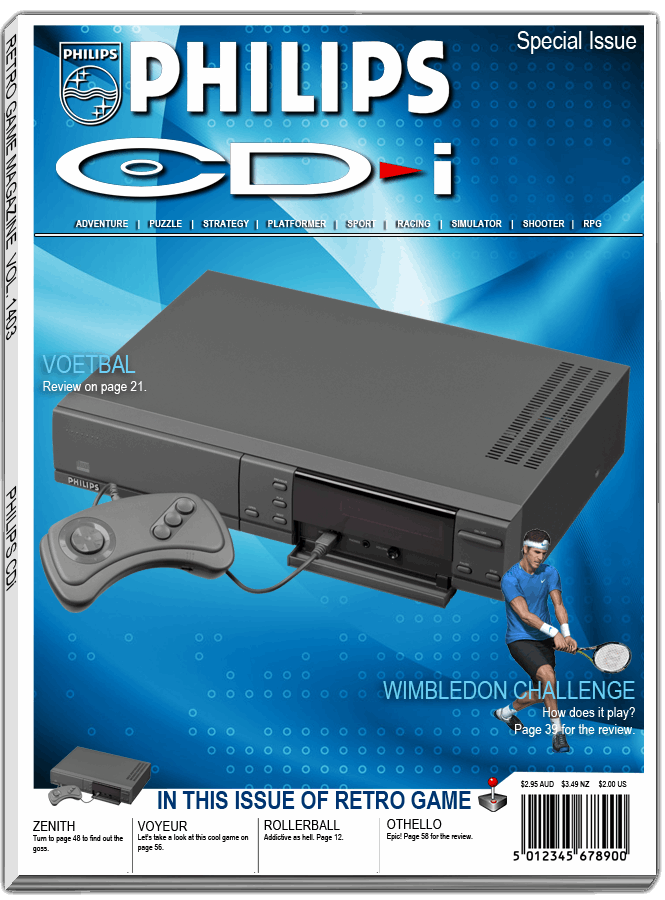 Special Issue
PHILIPS
PHILIPS
CD-i
ADVENTURE | PUZZLE | STRATEGY | PLATFORMER | SPORT | RACING | SIMULATOR | SHOOTER | RPG
RETRO GAME MAGAZINE VOL. 1403
PHILIPS CDI
VOETBAL
Review on page 21.
PHILIPS
WIMBLEDON CHALLENGE
How does it play?
Page 39 for the review.
IN THIS ISSUE OF RETRO GAME
$2.95 AUD $3.49 NZ $2.00 US
ZENITH
Turn to page 48 to find out the
goss.
VOYEUR
Let's take a look at this cool game on
page 56.
ROLLERBALL
Addictive as hell. Page 12.
OTHELLO
Epic! Page 58 for the review.
5 012345 678900